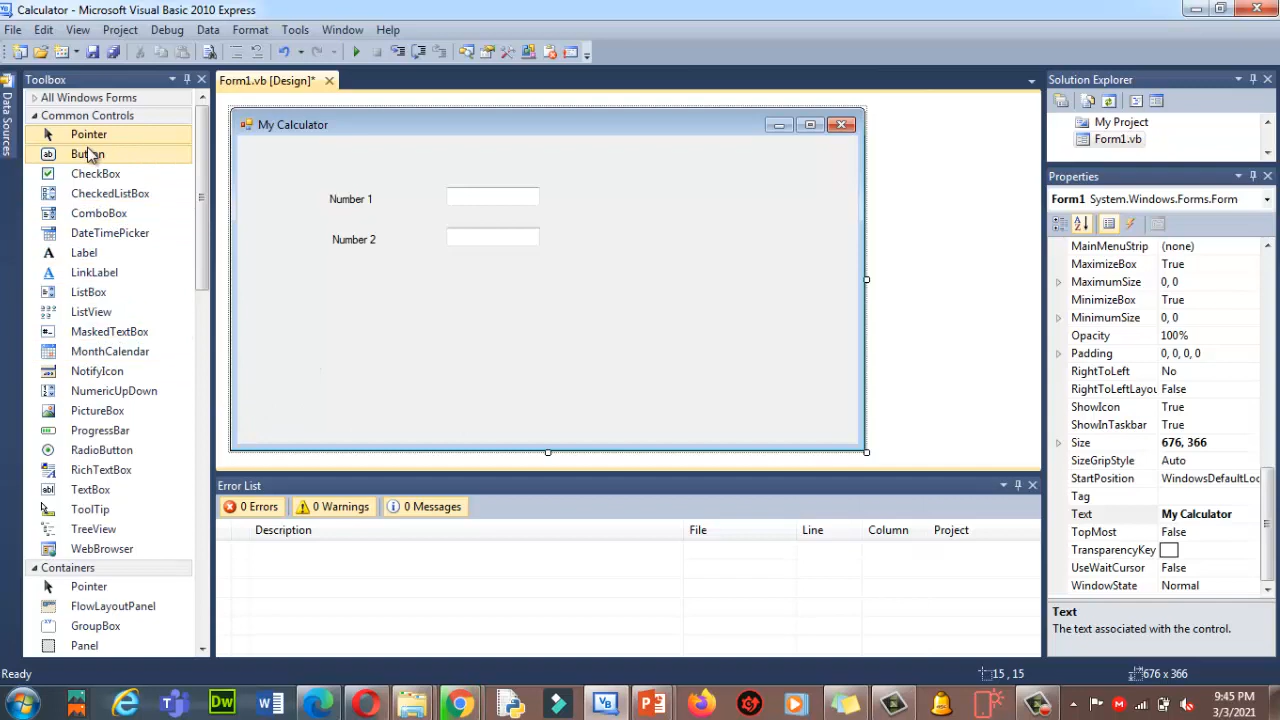 Calculator - Microsoft Visual Basic 2010 Express
File Edit View Project Debug Data Format Tools Window Help
Toolbox
Form1.vb [Design]*
Solution Explorer
Data Sources
All Windows Forms
Common Controls
Pointer
Button
CheckBox
CheckedListBox
ComboBox
DateTimePicker
Label
LinkLabel
ListBox
ListView
MaskedTextBox
MonthCalendar
NotifyIcon
NumericUpDown
PictureBox
ProgressBar
RadioButton
RichTextBox
TextBox
ToolTip
TreeView
WebBrowser
Containers
Pointer
FlowLayoutPanel
GroupBox
Panel
My Calculator
Number 1
Number 2
Error List
0 Errors 0 Warnings 0 Messages
Description File Line Column Project
My Project
Form1.vb
Properties
Form1 System.Windows.Forms.Form
MainMenuStrip (none)
MaximizeBox True
MaximumSize 0, 0
MinimizeBox True
MinimumSize 0, 0
Opacity 100%
Padding 0, 0, 0, 0
RightToLeft No
RightToLeftLayou False
ShowIcon True
ShowInTaskbar True
Size 676, 366
SizeGripStyle Auto
StartPosition WindowsDefaultLoc
Tag
Text My Calculator
TopMost False
TransparencyKey
UseWaitCursor False
WindowState Normal
Text
The text associated with the control.
Ready 15 , 15 676 x 366
9:45 PM
3/3/2021